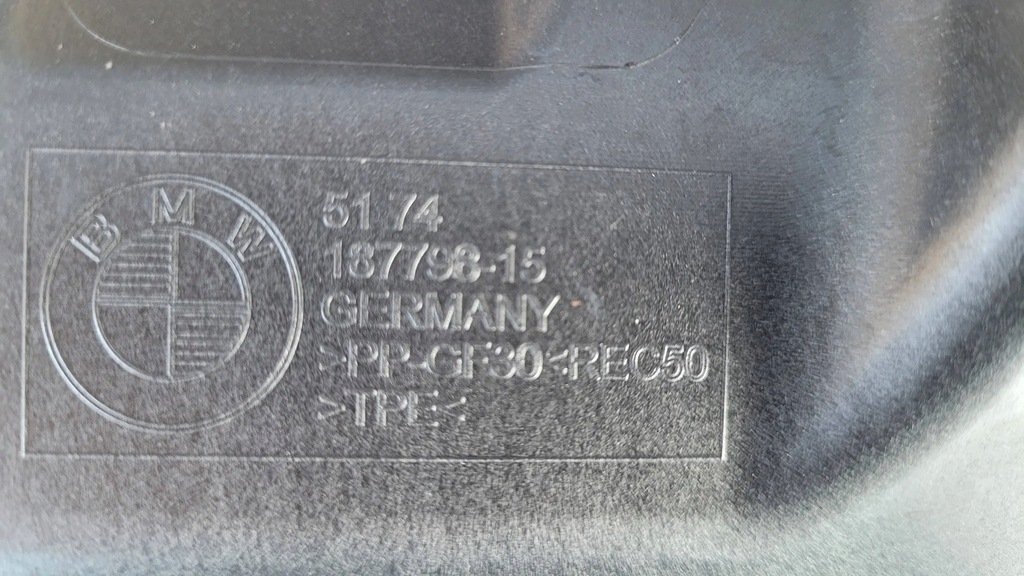 BMW
51 74
187798-15
GERMANY
>PP-GF30<REC50
>TPE<